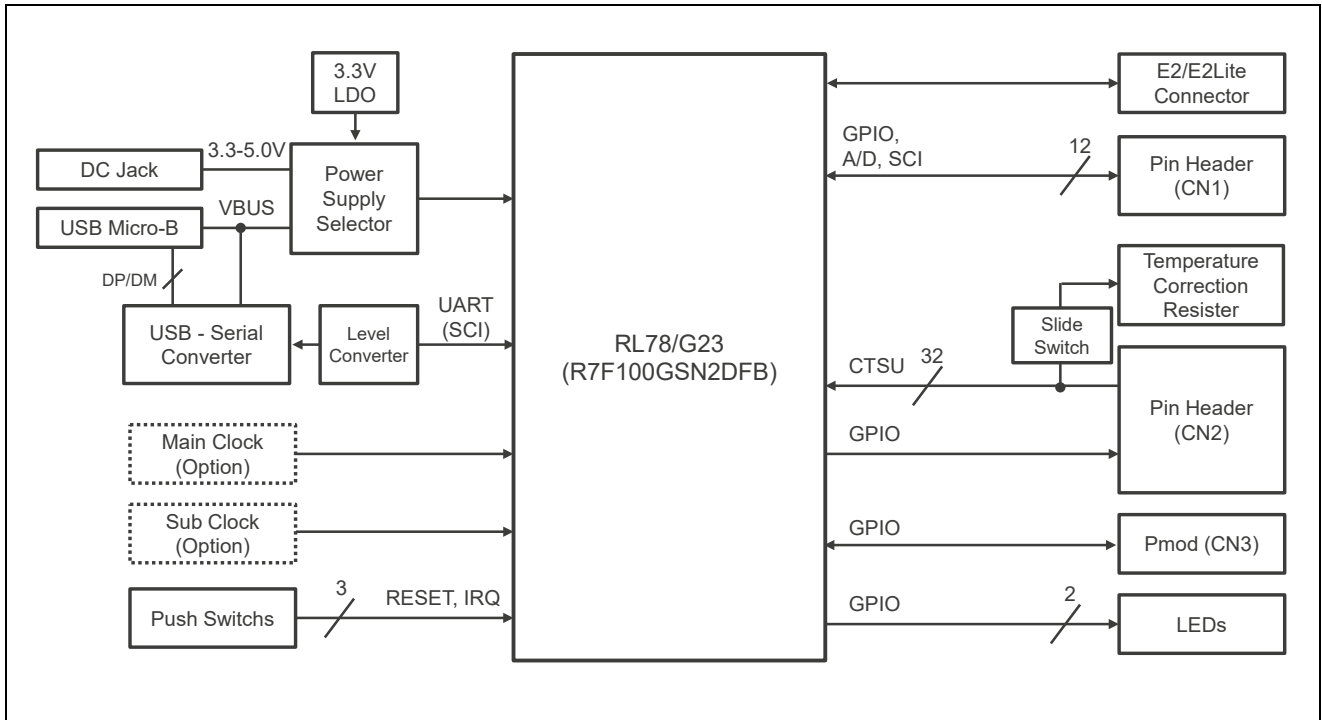 3.3V
LDO
DC Jack
3.3-5.0V
Power
Supply
Selector
USB Micro-B
VBUS
DP/DM
USB - Serial
Converter
Level
Converter
UART
(SCI)
Main Clock
(Option)
Sub Clock
(Option)
Push Switchs
3
RESET, IRQ
RL78/G23
(R7F100GSN2DFB)
E2/E2Lite
Connector
GPIO,
A/D, SCI
12
Pin Header
(CN1)
Temperature
Correction
Resister
Slide
Switch
CTSU
32
Pin Header
(CN2)
GPIO
GPIO
Pmod (CN3)
GPIO
2
LEDs